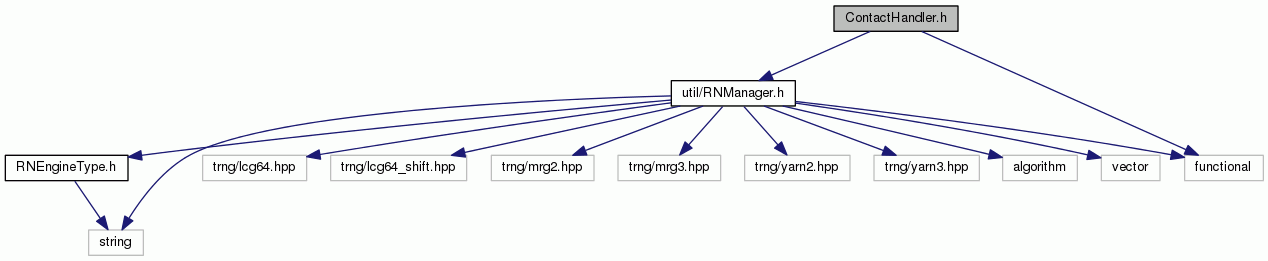 ContactHandler.h
util/RNManager.h
RNEngineType.h
trng/lcg64.hpp
trng/lcg64_shift.hpp
trng/mrg2.hpp
trng/mrg3.hpp
trng/yarn2.hpp
trng/yarn3.hpp
algorithm
vector
functional
string